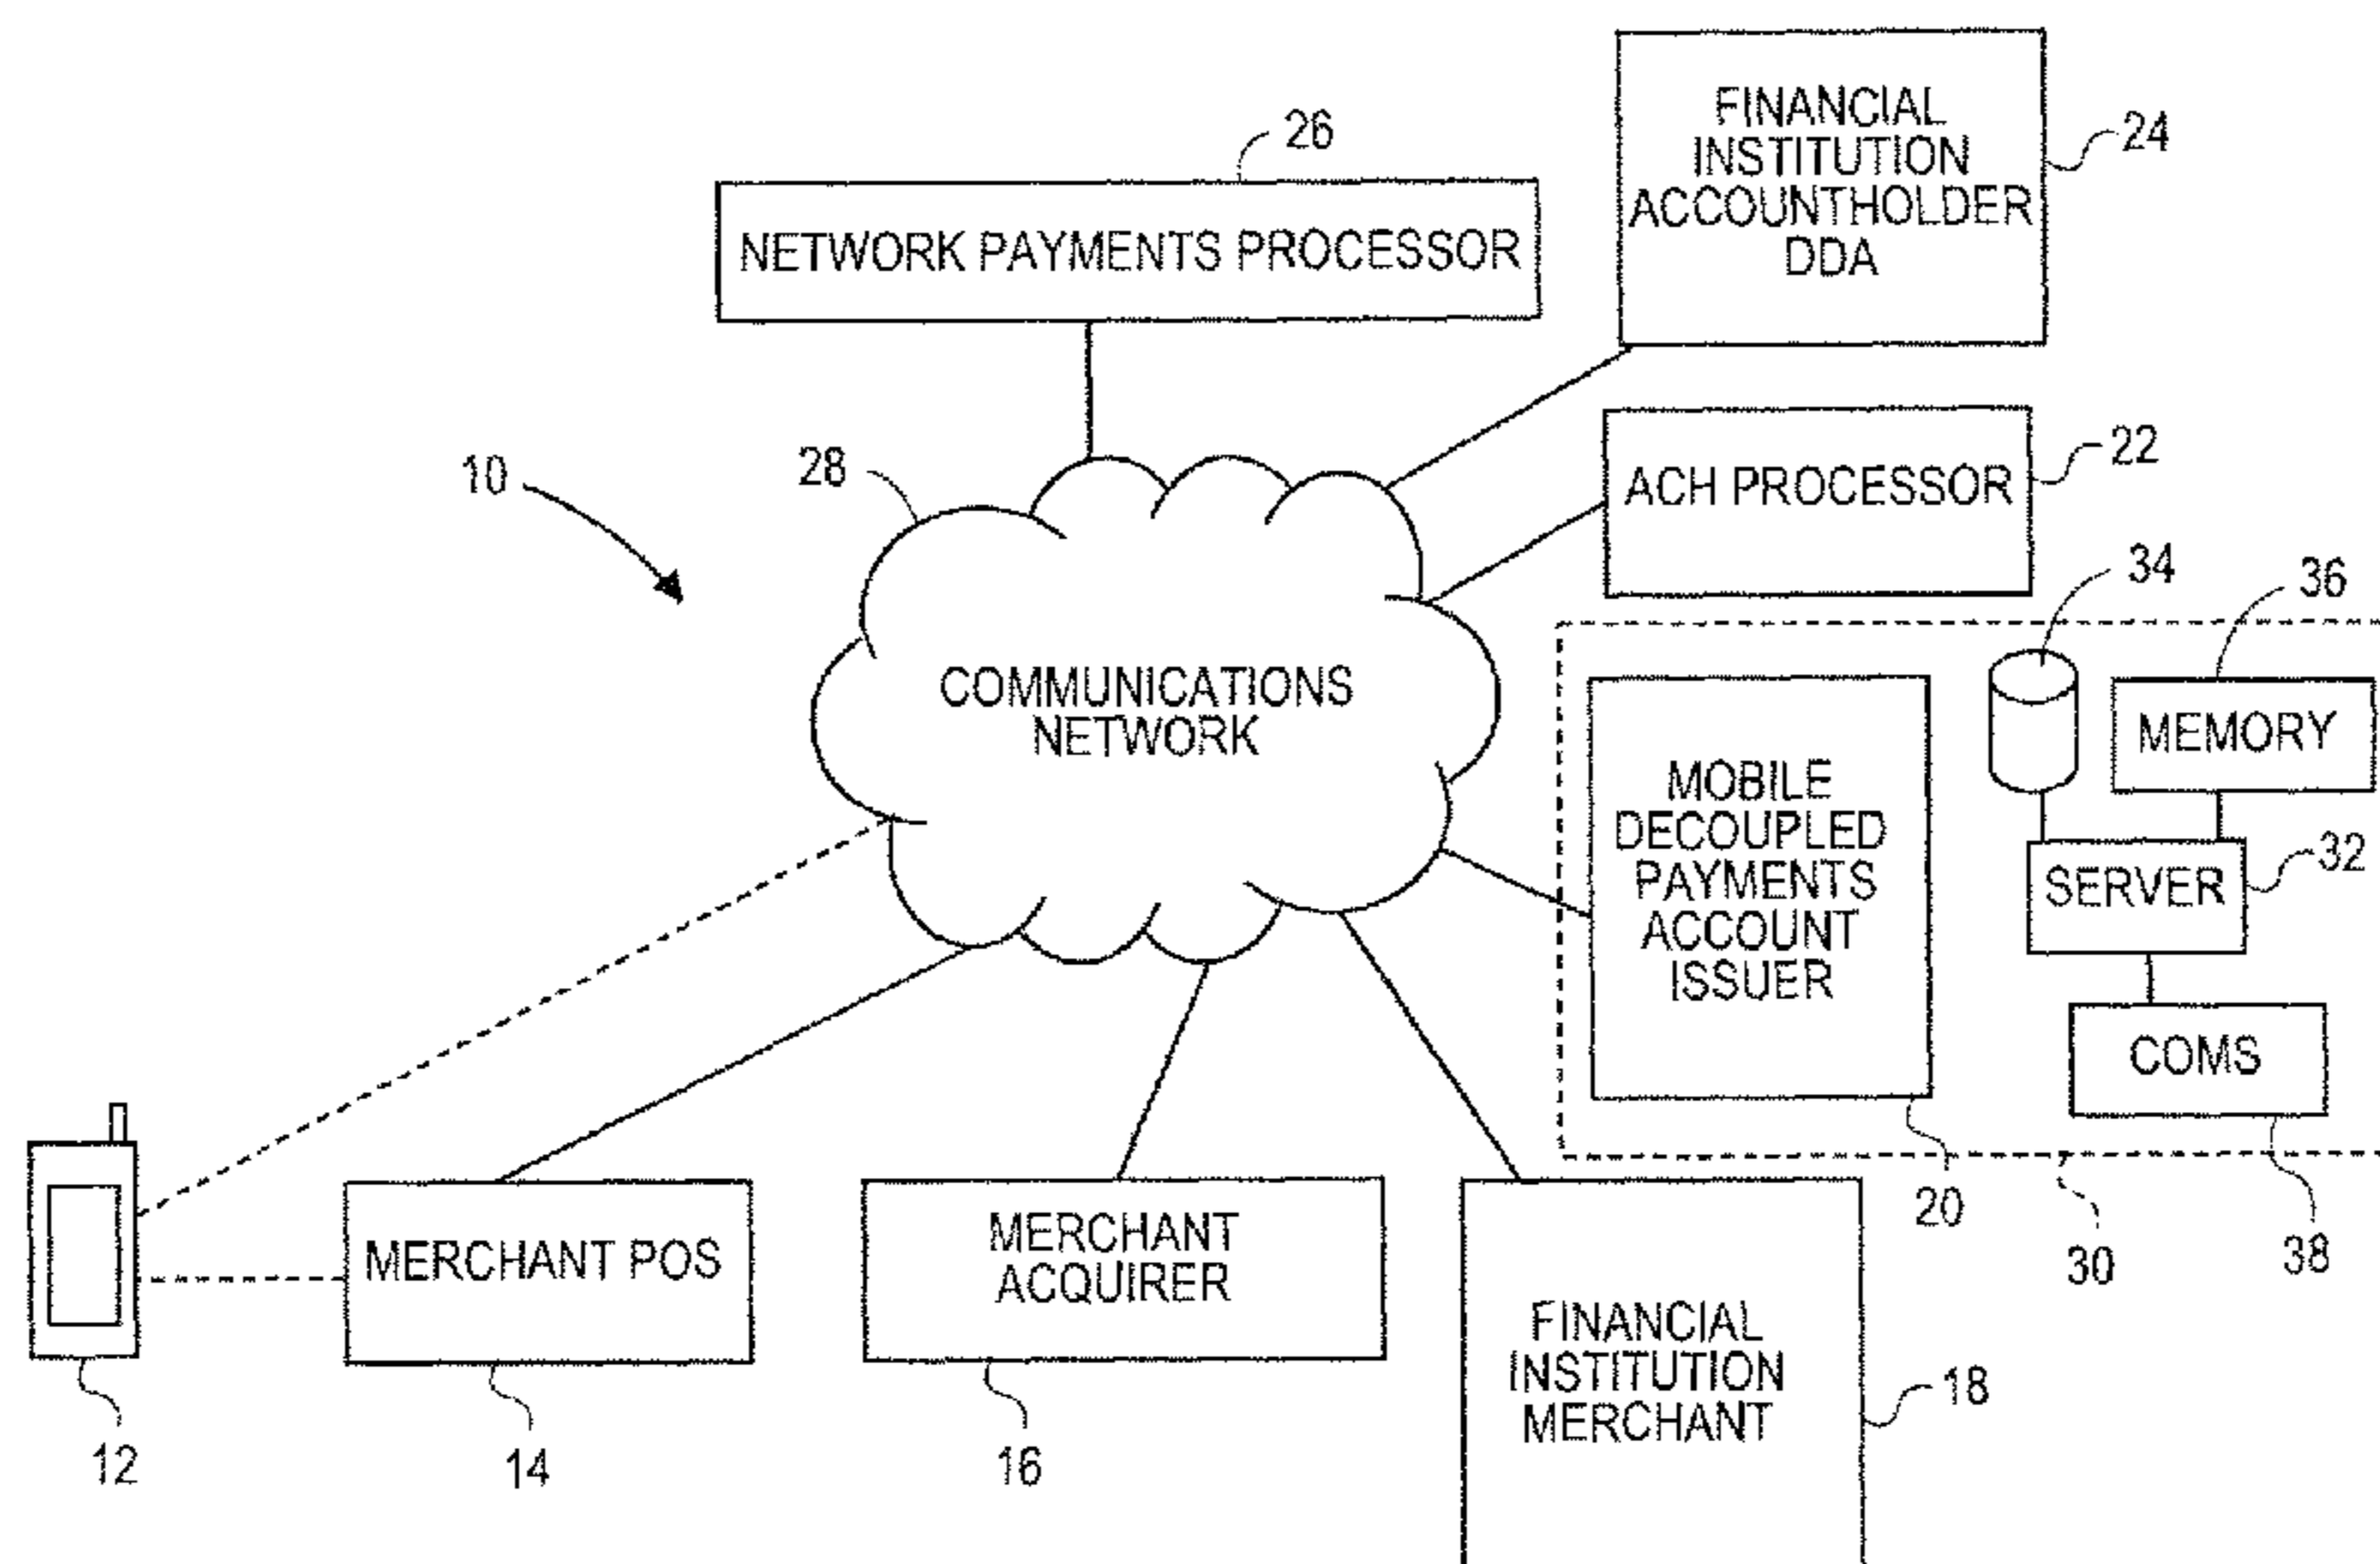 26
NETWORK PAYMENTS PROCESSOR
FINANCIAL
INSTITUTION
ACCOUNTHOLDER
DDA
24
10
28
ACH PROCESSOR
22
COMMUNICATIONS
NETWORK
34
36
MEMORY
MOBILE
DECOUPLED
PAYMENTS
ACCOUNT
ISSUER
SERVER
32
COMS
20
30
38
12
MERCHANT POS
14
MERCHANT
ACQUIRER
16
FINANCIAL
INSTITUTION
MERCHANT
18